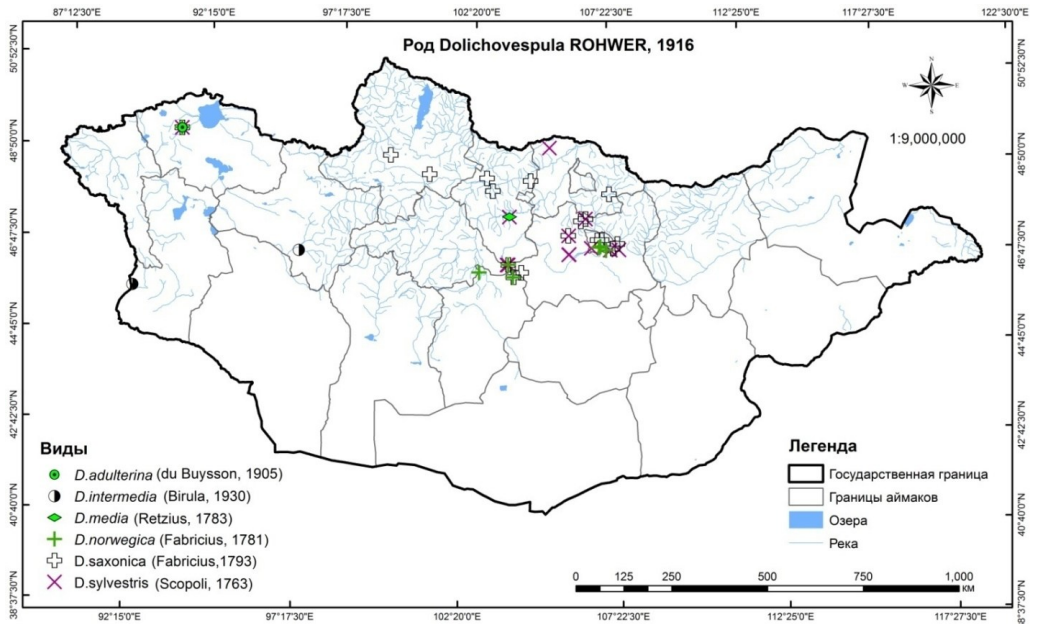 87°12'30"E 92°15'0"E 97°17'30"E 102°20'0"E 107°22'30"E 112°25'0"E 117°27'30"E 122°30'0"E
Род Dolichovespula ROHWER, 1916
50°52'30"N
50°52'30"N
W E
1:9,000,000
48°50'0"N
48°50'0"N
46°47'30"N
46°47'30"N
44°45'0"N
44°45'0"N
42°42'30"N
42°42'30"N
40°40'0"N
40°40'0"N
38°37'30"N
8°37'30"N
Виды
D.adulterina (du Buysson, 1905)
D.intermedia (Birula, 1930)
D.media (Retzius, 1783)
D.norwegica (Fabricius, 1781)
D.saxonica (Fabricius,1793)
D.sylvestris (Scopoli, 1763)
Легенда
Государственная граница
Границы аймаков
Озера
Река
0 125 250 500 750 1,000
км
92°15'0"E 97°17'30"E 102°20'0"E 107°22'30"E 112°25'0"E 117°27'30"E